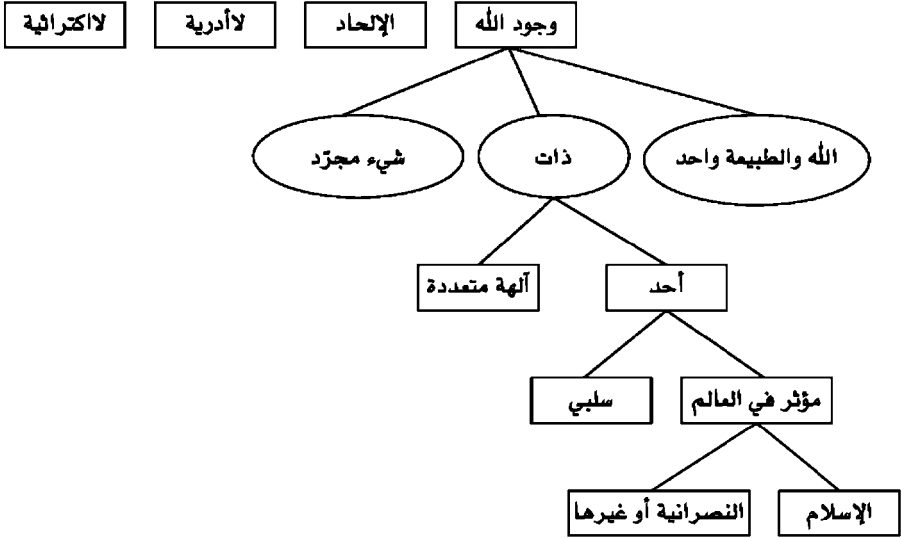 وجود الله
الإلحاد
لاأدرية
لااكتراثية
الله والطبيعة واحد
ذات
شيء مجرّد
أحد
آلهة متعددة
مؤثر في العالم
سلبي
الإسلام
النصرانية أو غيرها